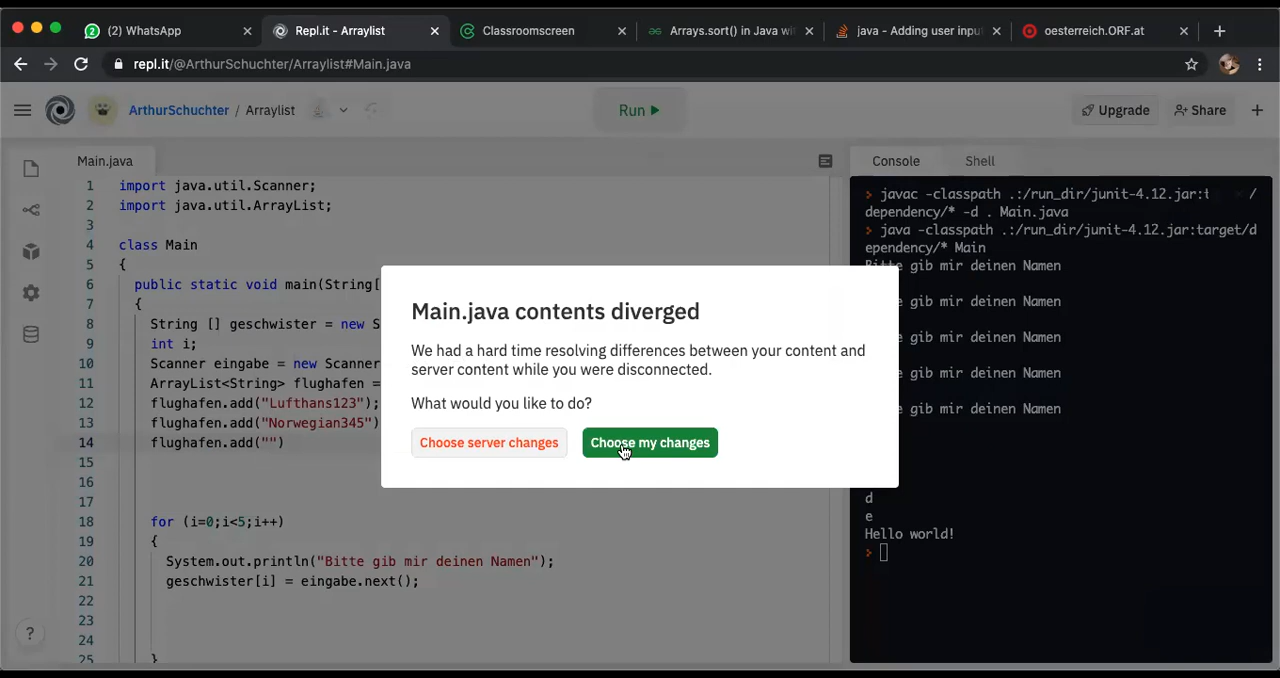 (2) WhatsApp
Repl.it - Arraylist
Classroomscreen
Arrays.sort() in Java wit
java - Adding user input
oesterreich.ORF.at
repl.it/@ArthurSchuchter/Arraylist#Main.java
ArthurSchuchter / Arraylist
Run
Upgrade
Share
Main.java
Console
Shell
1 import java.util.Scanner;
2 import java.util.ArrayList;
3
4 class Main
5 {
6 public static void main(String[
7 {
8 String [] geschwister = new S
9 int i;
10 Scanner eingabe = new Scanner
11 ArrayList<String> flughafen =
12 flughafen.add("Lufthans123");
13 flughafen.add("Norwegian345")
14 flughafen.add("")
15
16
17
18 for (i=0;i<5;i++)
19 {
20 System.out.println("Bitte gib mir deinen Namen");
21 geschwister[i] = eingabe.next();
22
23
24
25 }
Main.java contents diverged
We had a hard time resolving differences between your content and
server content while you were disconnected.
What would you like to do?
Choose server changes
Choose my changes
> javac -classpath .:/run_dir/junit-4.12.jar:t /
dependency/* -d . Main.java
> java -classpath .:/run_dir/junit-4.12.jar:target/d
ependency/* Main
Bitte gib mir deinen Namen
e gib mir deinen Namen
e gib mir deinen Namen
e gib mir deinen Namen
e gib mir deinen Namen
d
e
Hello world!
>
?